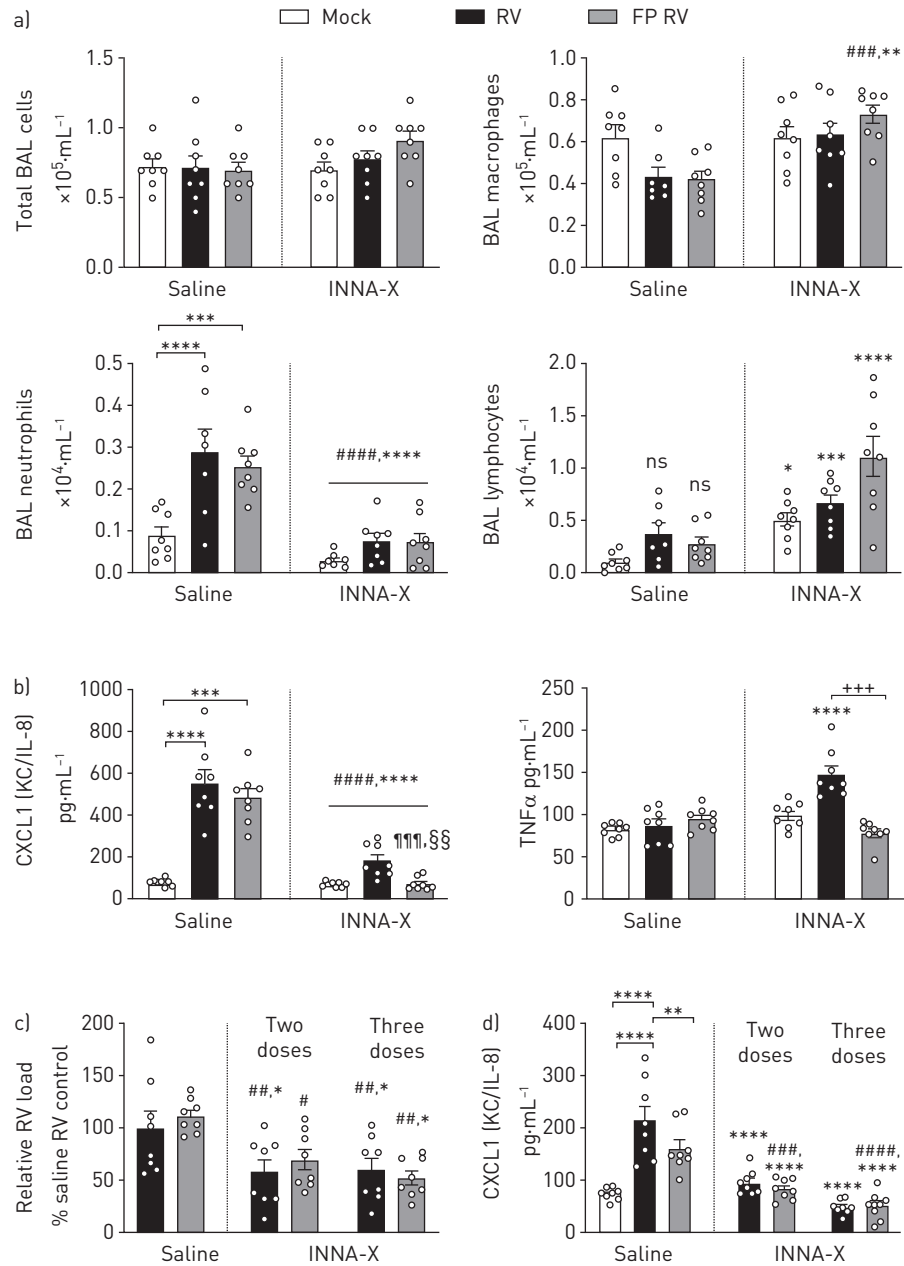 a)
Mock RV FP RV
Total BAL cells
×10⁵·mL⁻¹
1.5
1.0
0.5
0.0
Saline INNA-X
BAL macrophages
×10⁵·mL⁻¹
1.0
0.8
0.6
0.4
0.2
0.0
###,**
Saline INNA-X
BAL neutrophils
×10⁴·mL⁻¹
0.5
0.4
0.3
0.2
0.1
0.0
***
****
####,****
Saline INNA-X
BAL lymphocytes
×10⁴·mL⁻¹
2.0
1.5
1.0
0.5
0.0
ns
ns
*
***
****
Saline INNA-X
b)
CXCL1 (KC/IL-8)
pg·mL⁻¹
1000
800
600
400
200
0
***
****
####,****
¶¶¶,§§
Saline INNA-X
TNFα pg·mL⁻¹
250
200
150
100
50
0
+++
****
Saline INNA-X
c)
Relative RV load
% saline RV control
200
150
100
50
0
Two
doses
Three
doses
##,*
#
##,*
##,*
Saline INNA-X
d)
CXCL1 (KC/IL-8)
pg·mL⁻¹
400
300
200
100
0
****
****
**
Two
doses
Three
doses
****
###,
****
****
####,
****
Saline INNA-X